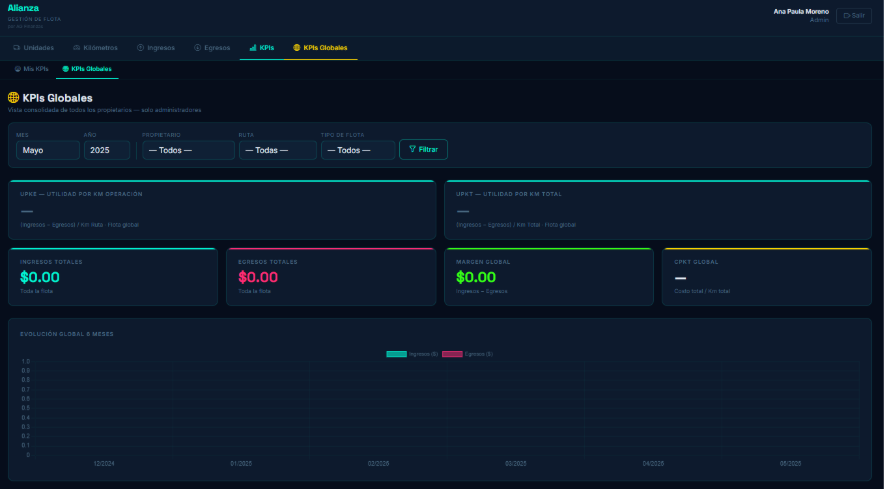 Alianza
GESTIÓN DE FLOTA
Ana Paula Moreno
Admin
Salir
Unidades
Kilómetros
Ingresos
Egresos
KPIs
KPIs Globales
Mis KPIs
KPIs Globales
KPIs Globales
Vista consolidada de todos los propietarios — solo administradores
MES
AÑO
PROPIETARIO
RUTA
TIPO DE FLOTA
Mayo
2025
— Todos —
— Todas —
— Todos —
Filtrar
UPKE — UTILIDAD POR KM OPERACIÓN
—
(Ingresos − Egresos) / Km Ruta · Flota global
UPKT — UTILIDAD POR KM TOTAL
—
(Ingresos − Egresos) / Km Total · Flota global
INGRESOS TOTALES
$0.00
Toda la flota
EGRESOS TOTALES
$0.00
Toda la flota
MARGEN GLOBAL
$0.00
Ingresos − Egresos
CPKT GLOBAL
—
Costo total / Km total
EVOLUCIÓN GLOBAL 6 MESES
Ingresos ($)
Egresos ($)
1.0
0.9
0.8
0.7
0.6
0.5
0.4
0.3
0.2
0.1
0
12/2024
01/2025
02/2025
03/2025
04/2025
05/2025